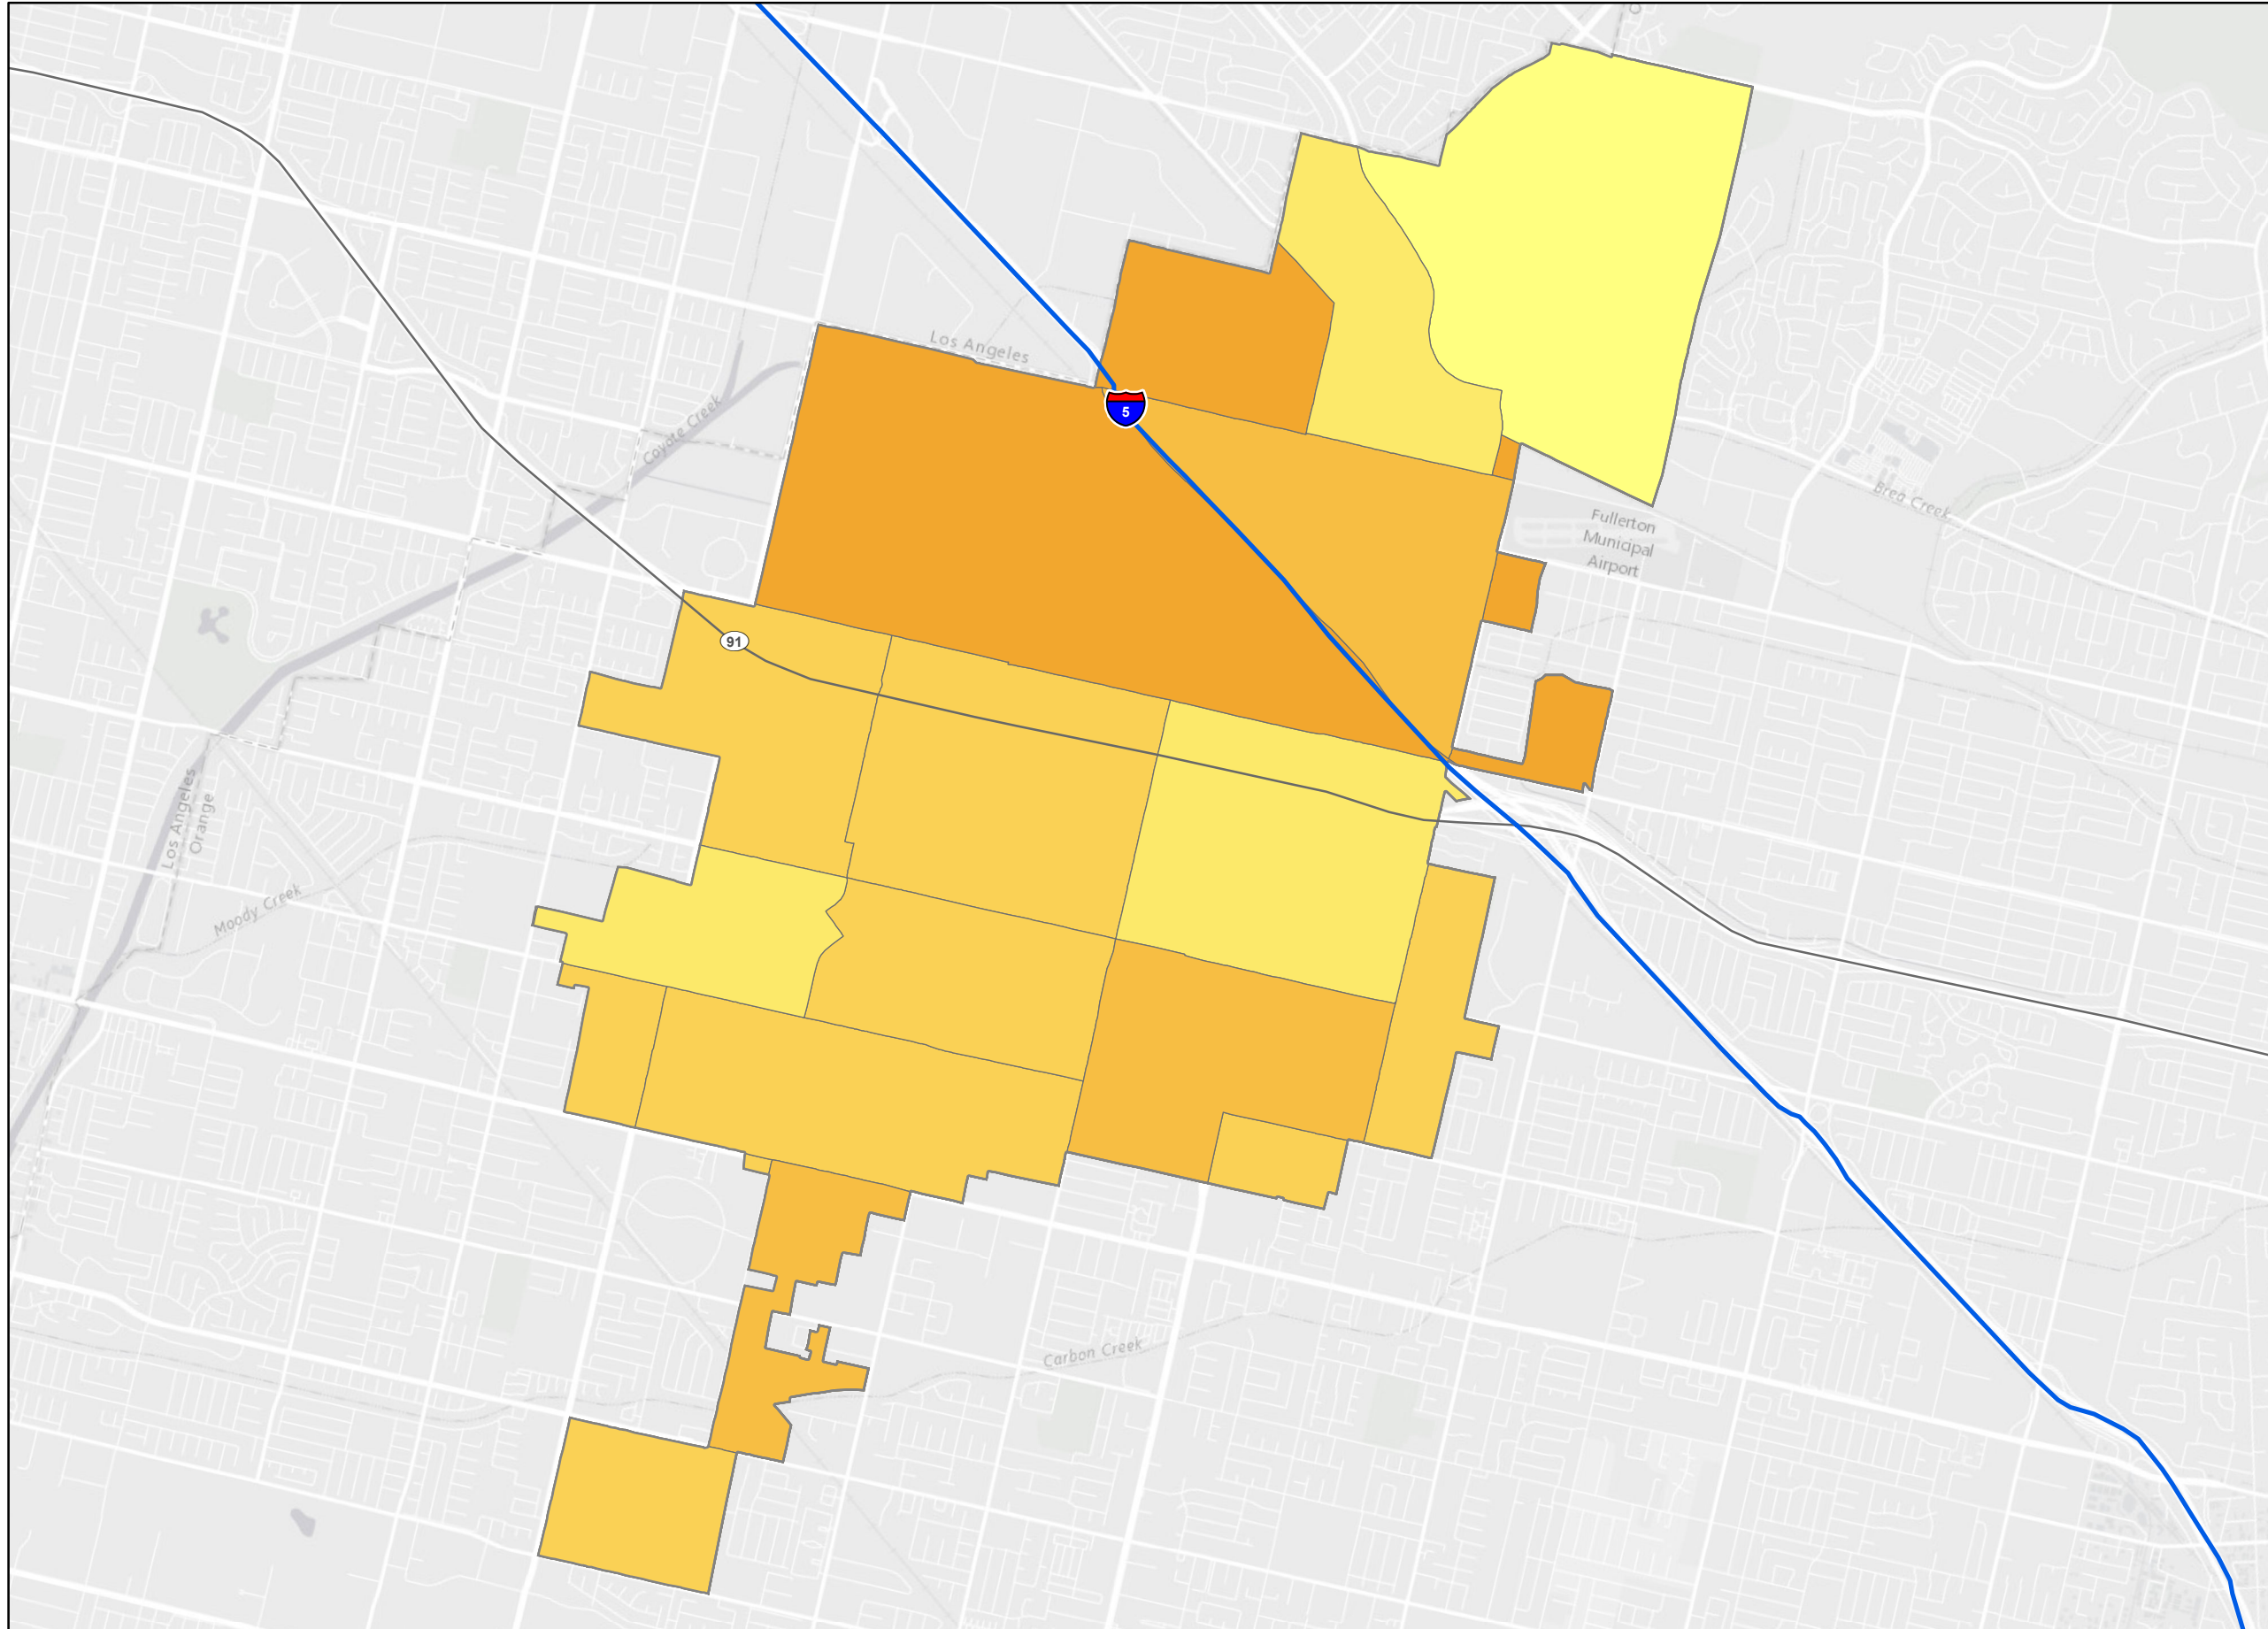 Los Angeles
5
Coyote Creek
Brea Creek
Fullerton
Municipal
Airport
91
Los Angeles
Orange
Moody Creek
Carbon Creek